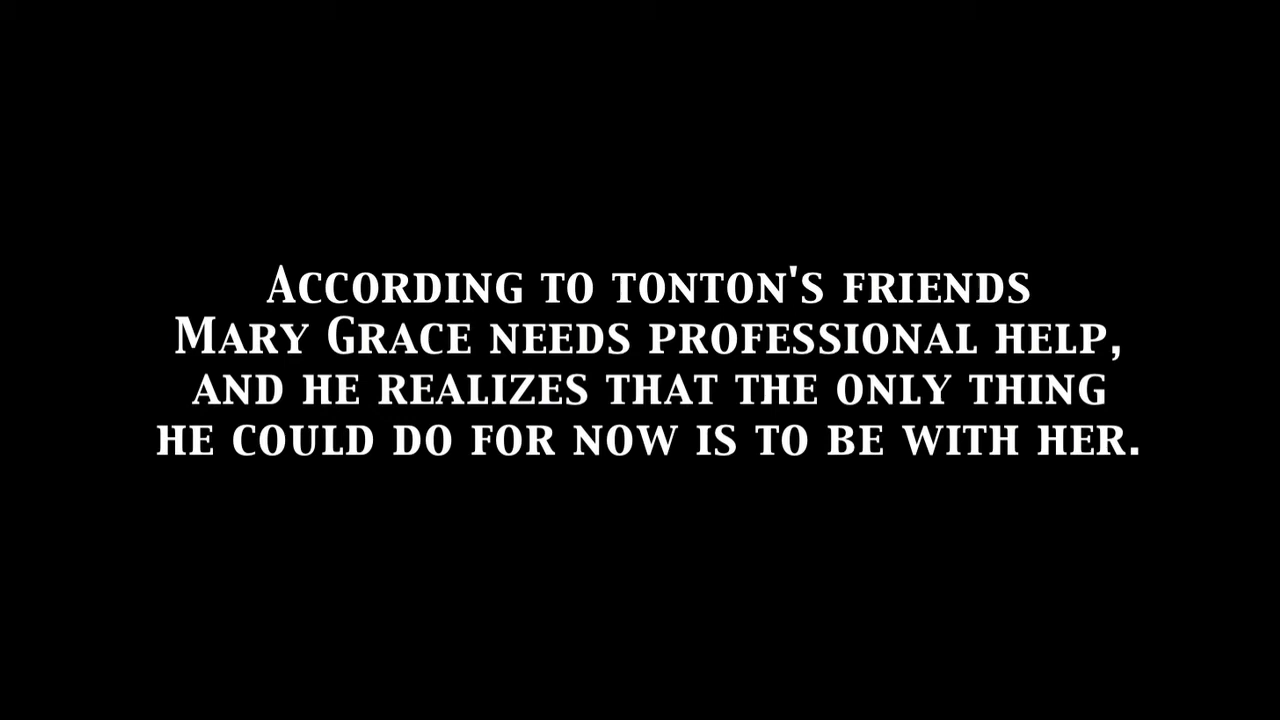 According to tonton's friends
Mary Grace needs professional help,
and he realizes that the only thing
he could do for now is to be with her.